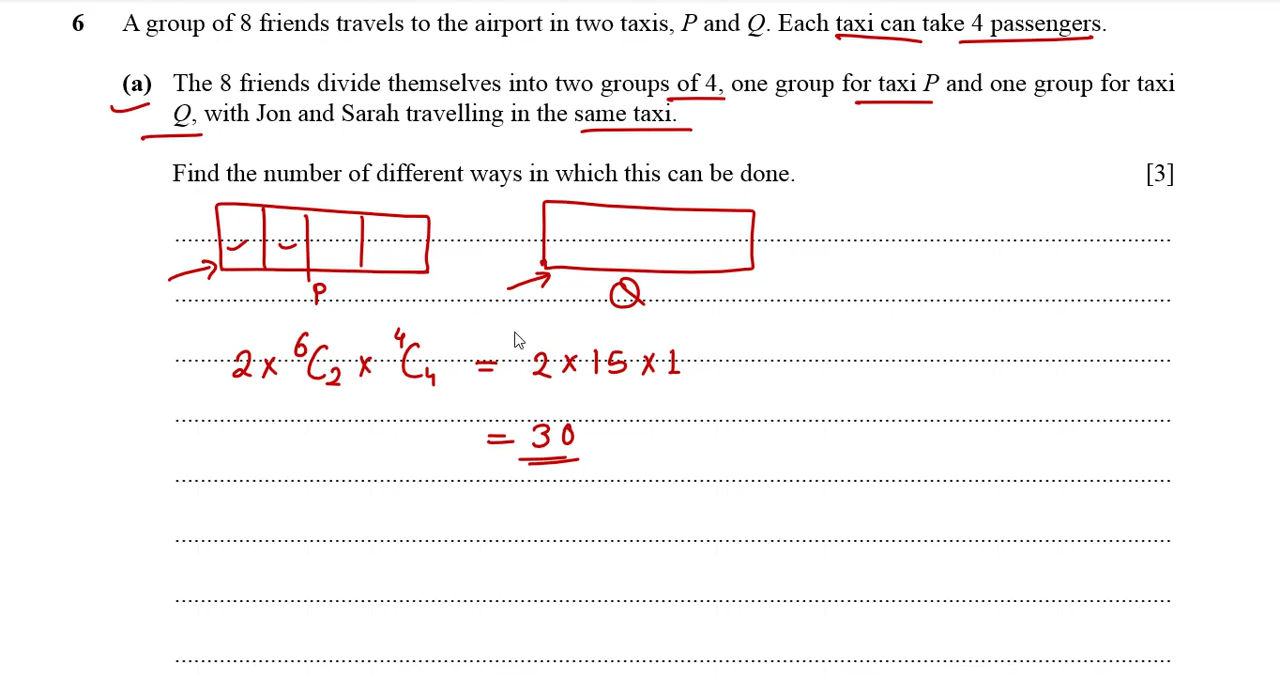 6 A group of 8 friends travels to the airport in two taxis, P and Q. Each taxi can take 4 passengers.
(a) The 8 friends divide themselves into two groups of 4, one group for taxi P and one group for taxi
Q, with Jon and Sarah travelling in the same taxi.
Find the number of different ways in which this can be done. [3]
P Q
2 × ⁶C₂ × ⁴C₄ = 2 × 15 × 1
= 30